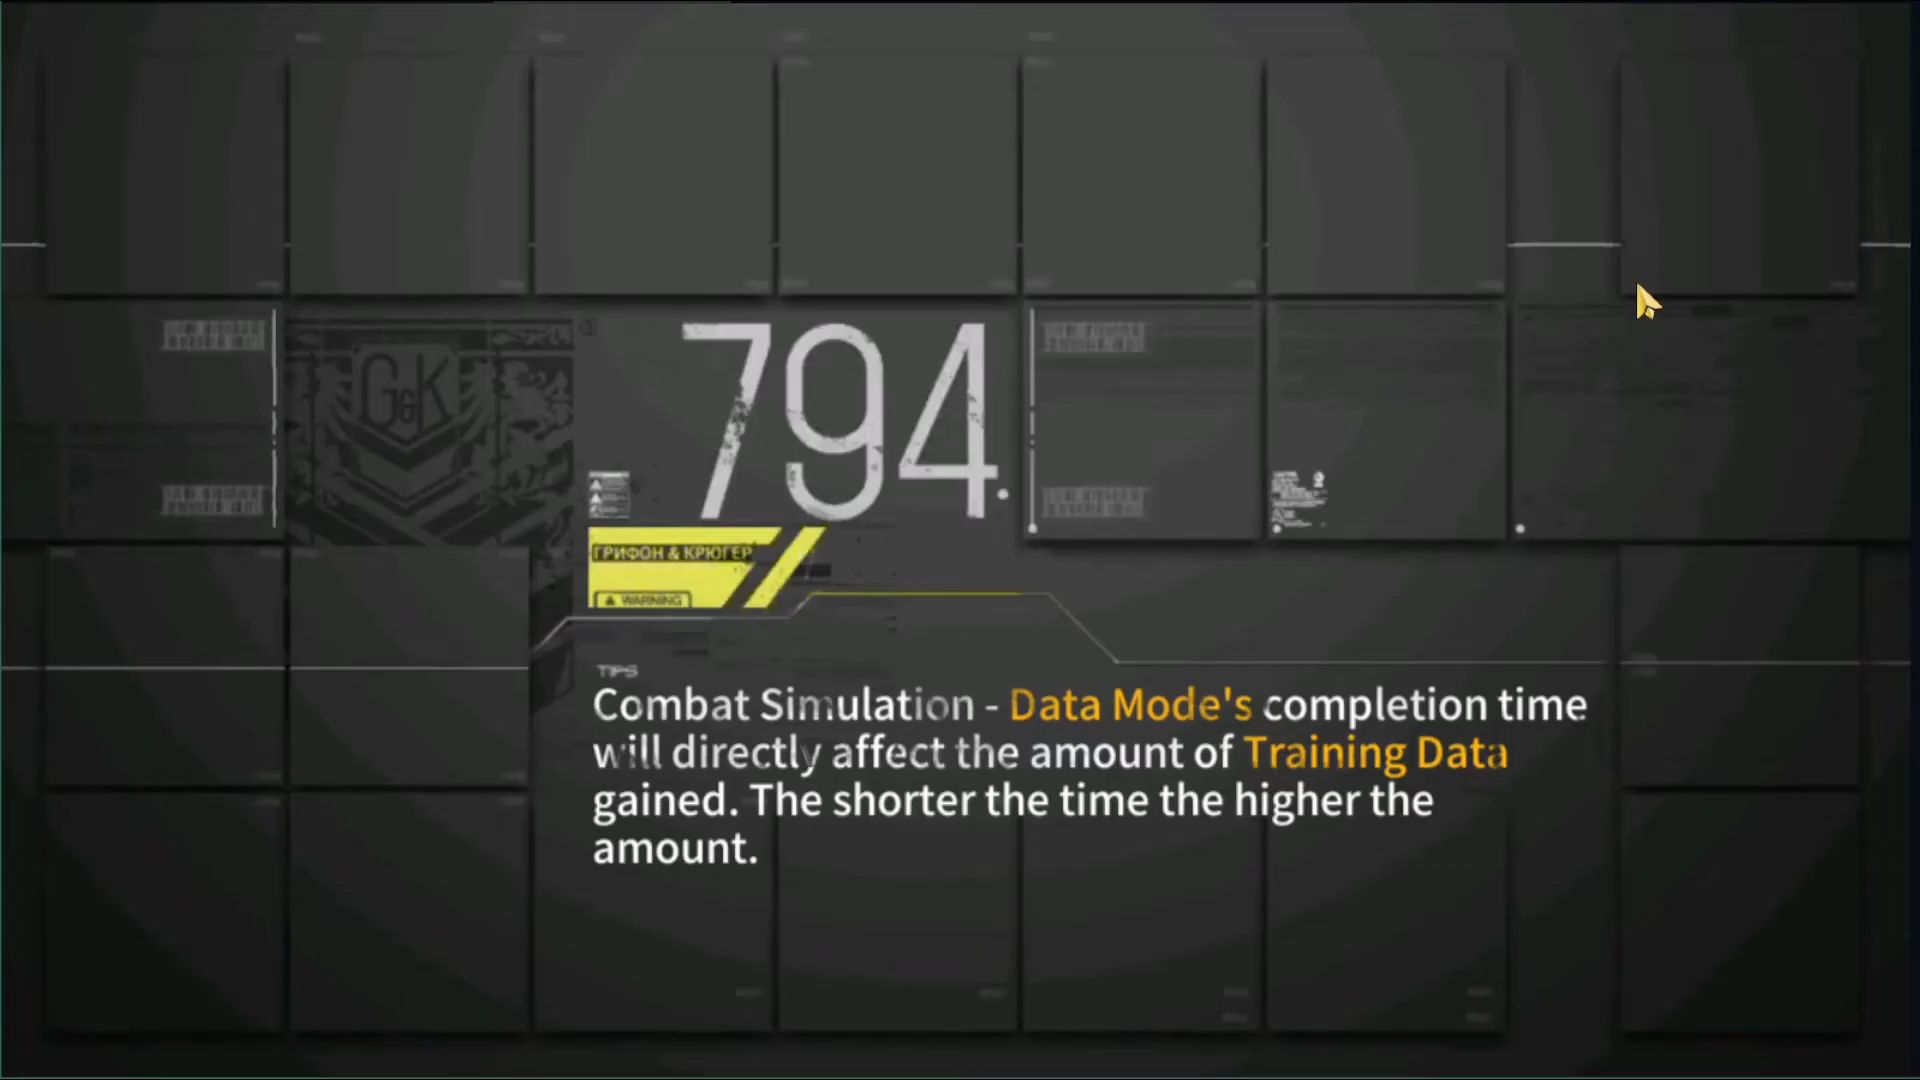 G&K
794.
ГРИФОН & КРЮГЕР
WARNING
TIPS
Combat Simulation - Data Mode's completion time
will directly affect the amount of Training Data
gained. The shorter the time the higher the
amount.